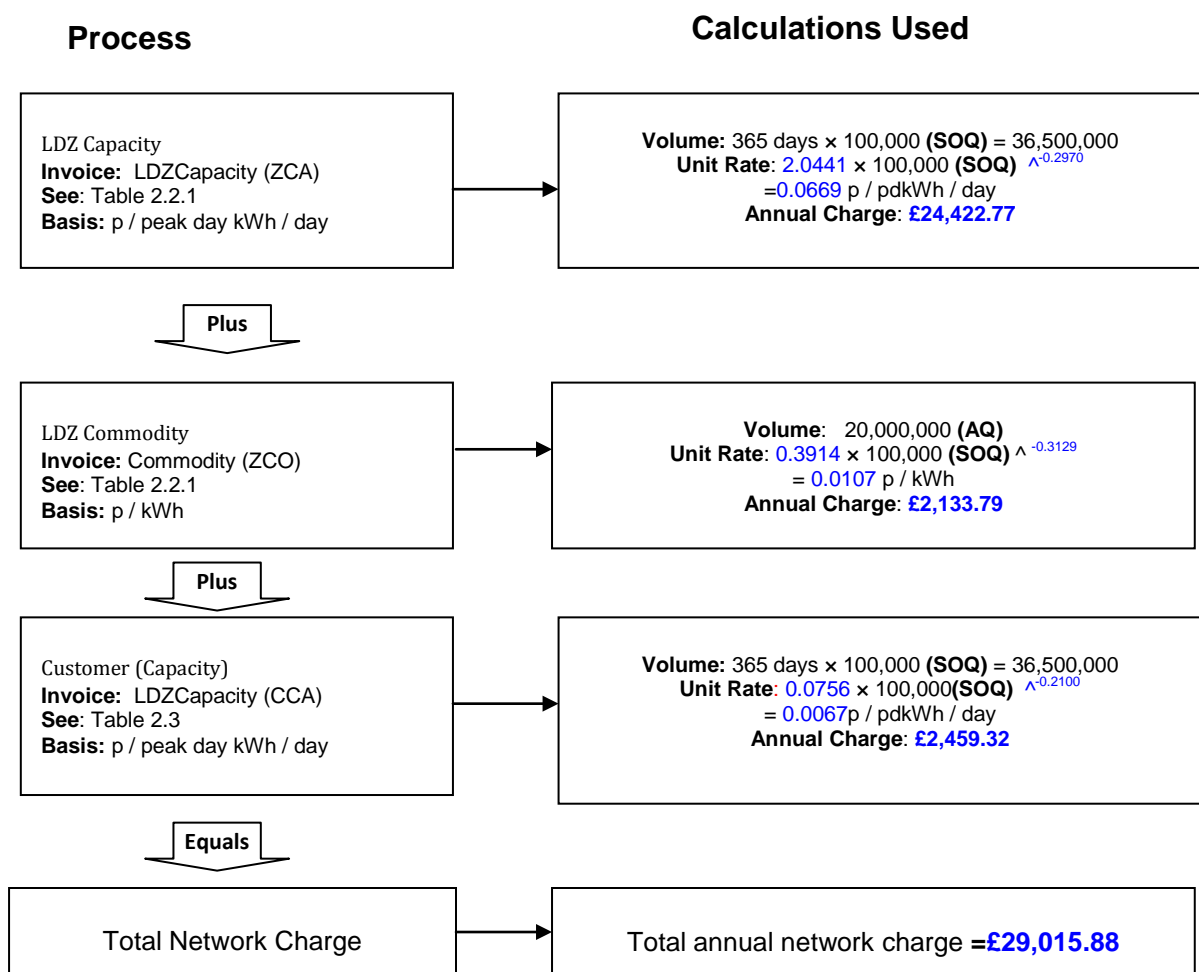 Process
Calculations Used
LDZ Capacity
Invoice: LDZCapacity (ZCA)
See: Table 2.2.1
Basis: p / peak day kWh / day
Volume: 365 days × 100,000 (SOQ) = 36,500,000
Unit Rate: 2.0441 × 100,000 (SOQ) ^-0.2970
=0.0669 p / pdkWh / day
Annual Charge: £24,422.77
Plus
LDZ Commodity
Invoice: Commodity (ZCO)
See: Table 2.2.1
Basis: p / kWh
Volume: 20,000,000 (AQ)
Unit Rate: 0.3914 × 100,000 (SOQ) ^ -0.3129
= 0.0107 p / kWh
Annual Charge: £2,133.79
Plus
Customer (Capacity)
Invoice: LDZCapacity (CCA)
See: Table 2.3
Basis: p / peak day kWh / day
Volume: 365 days × 100,000 (SOQ) = 36,500,000
Unit Rate: 0.0756 × 100,000(SOQ) ^-0.2100
= 0.0067p / pdkWh / day
Annual Charge: £2,459.32
Equals
Total Network Charge
Total annual network charge =£29,015.88